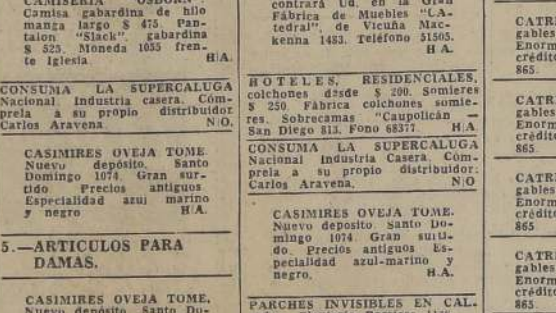 CAMISERIA "OSBORN"
Camisa gabardina de hilo
manga largo $ 475. Pan-
talon "Slack", gabardina
$ 525. Moneda 1055 fren-
te Iglesia. H|A.
CONSUMA LA SUPERCALUGA
Nacional. Industria casera. Cóm-
prela a su propio distribuidor
Carlos Aravena. N|O.
CASIMIRES OVEJA TOME.
Nuevo depósito. Santo
Domingo 1074. Gran sur-
tido Precios antiguos
Especialidad azul marino
y negro H|A.
5.—ARTICULOS PARA
DAMAS.
CASIMIRES OVEJA TOME.
Nuevo depósito. Santo Do-
contrará Ud. en la Gran
Fábrica de Muebles "CA-
tedral", de Vicuña Mac-
kenna 1483. Teléfono 51505.
H A.
HOTELES, RESIDENCIALES,
colchones desde $ 200. Somieres
$ 250. Fábrica colchones somie-
res. Sobrecamas "Caupolicán —
San Diego 813. Fono 68377. H|A
CONSUMA LA SUPERCALUGA
Nacional Industria Casera. Cóm-
prela a su propio distribuidor:
Carlos Aravena. N|O
CASIMIRES OVEJA TOME.
Nuevo deposito Santo Do-
mingo 1074. Gran surti-
do. Precios antiguos Es-
pecialidad azul-marino y
negro. H.A.
PARCHES INVISIBLES EN CAL-
CATR
gables
Enorm
crédito
865.
CATR
gables
Enorm
crédito
865
CATR
gables
Enorm
crédito
865
CATR
gables
Enorm
crédito
865